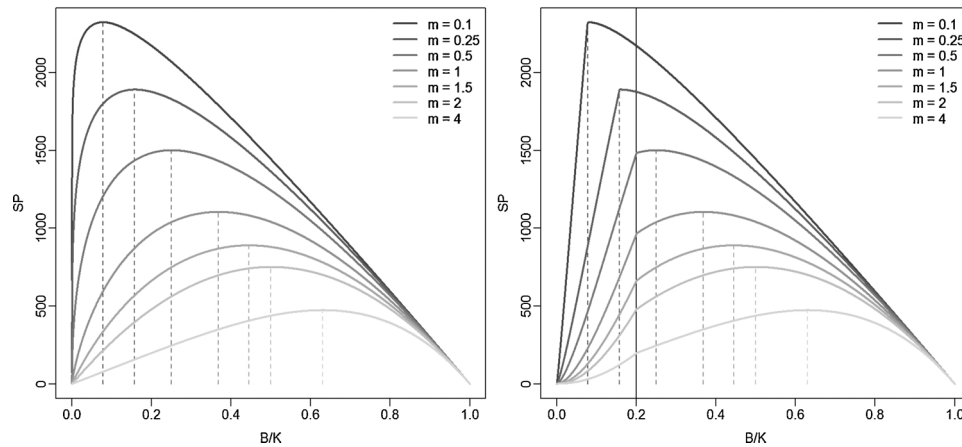 SP
0
500
1000
1500
2000
0.0 0.2 0.4 0.6 0.8 1.0
B/K
m = 0.1
m = 0.25
m = 0.5
m = 1
m = 1.5
m = 2
m = 4
SP
0
500
1000
1500
2000
0.0 0.2 0.4 0.6 0.8 1.0
B/K
m = 0.1
m = 0.25
m = 0.5
m = 1
m = 1.5
m = 2
m = 4